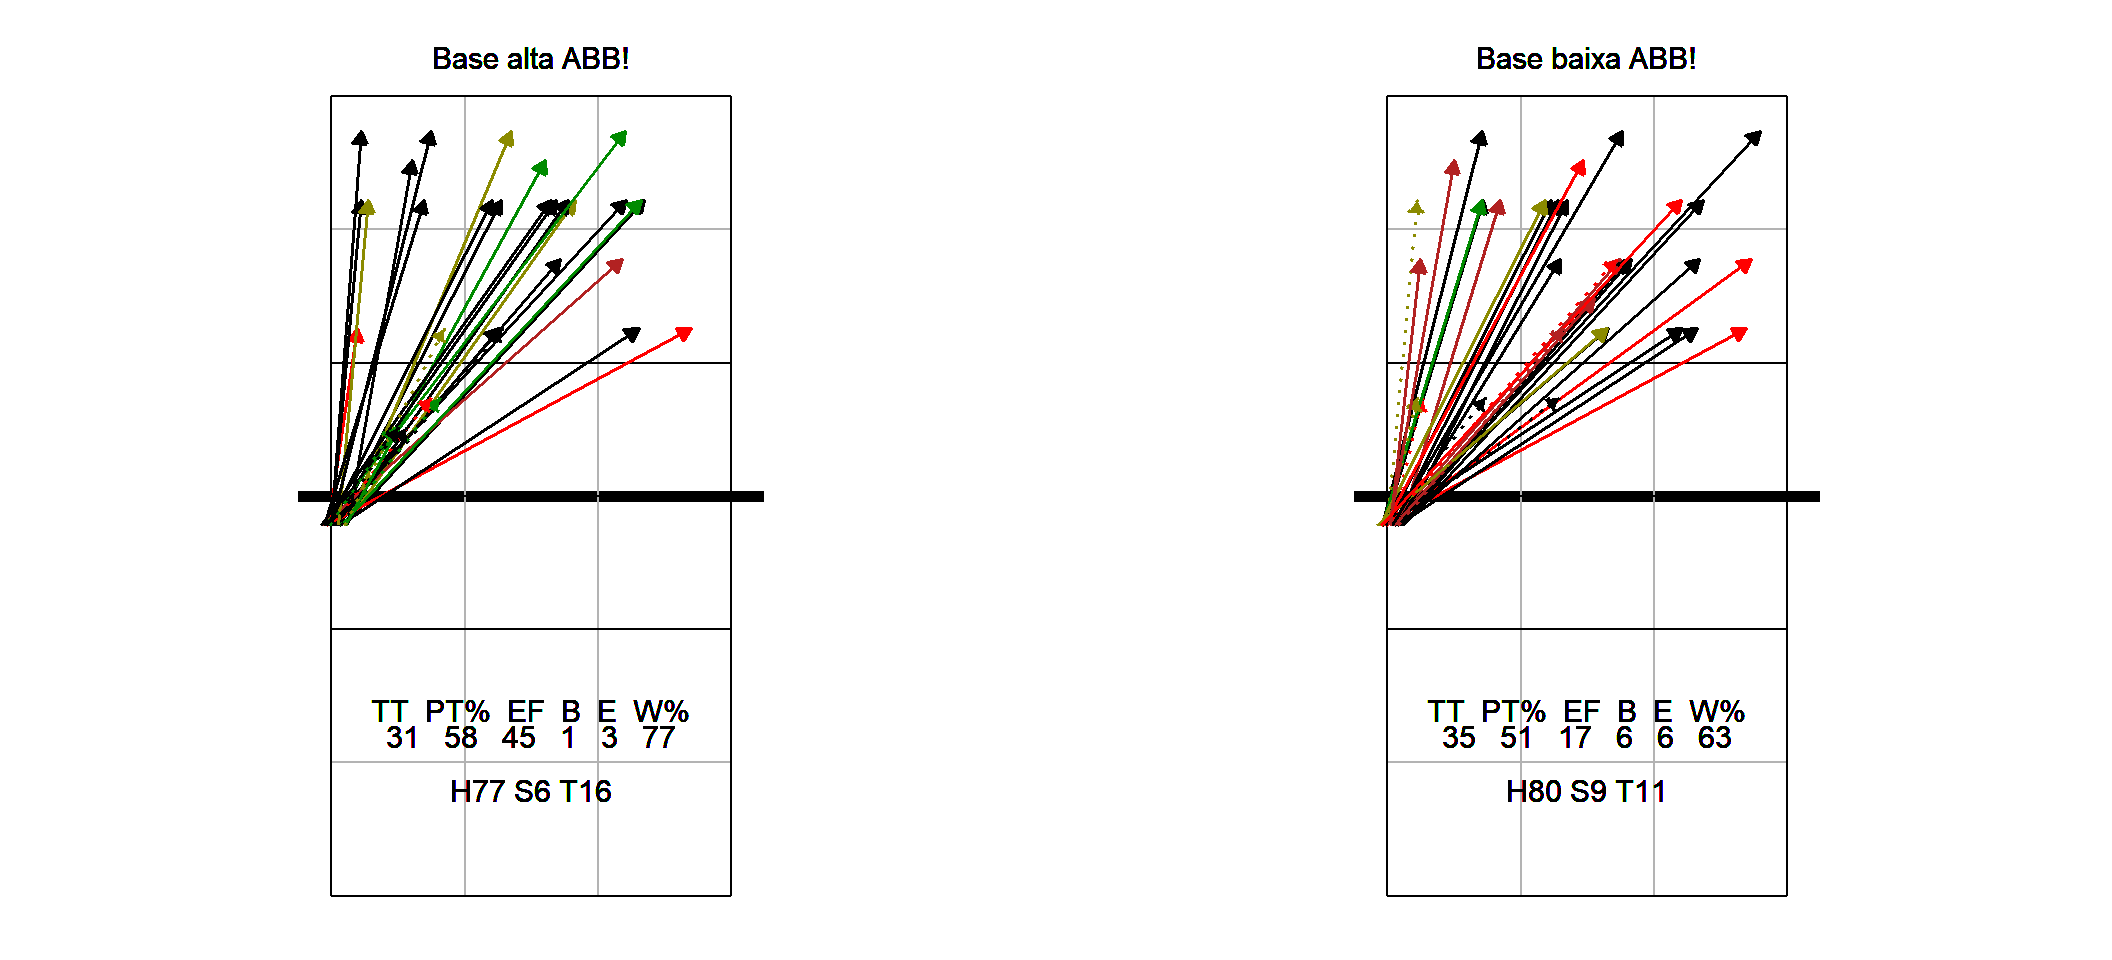 Base alta ABB!
TT PT% EF B E W%
31 58 45 1 3 77
H77 S6 T16
Base baixa ABB!
TT PT% EF B E W%
35 51 17 6 6 63
H80 S9 T11